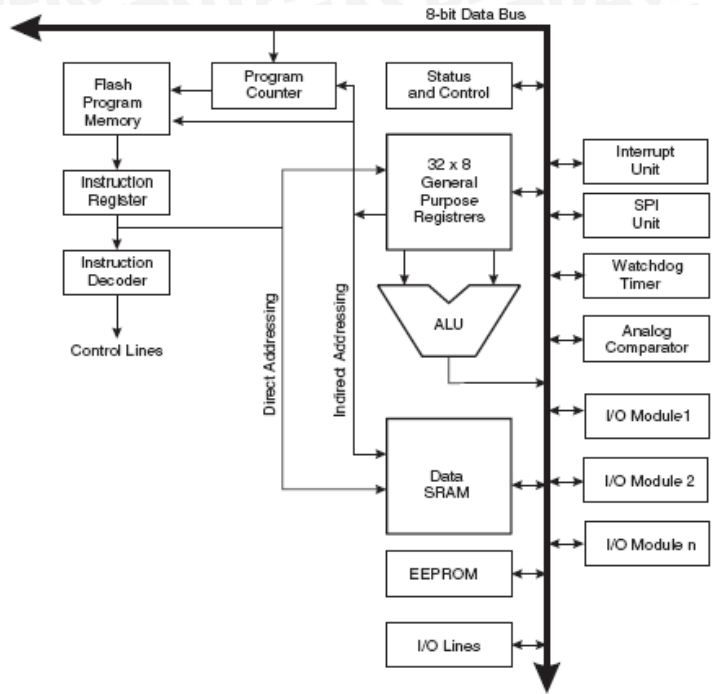 8-bit Data Bus
Flash
Program
Memory
Program
Counter
Status
and Control
Instruction
Register
32 x 8
General
Purpose
Registrers
Interrupt
Unit
SPI
Unit
Instruction
Decoder
Watchdog
Timer
ALU
Analog
Comparator
Control Lines
Direct Addressing
Indired Addressing
I/O Module1
Data
SRAM
I/O Module 2
I/O Module n
EEPROM
I/O Lines